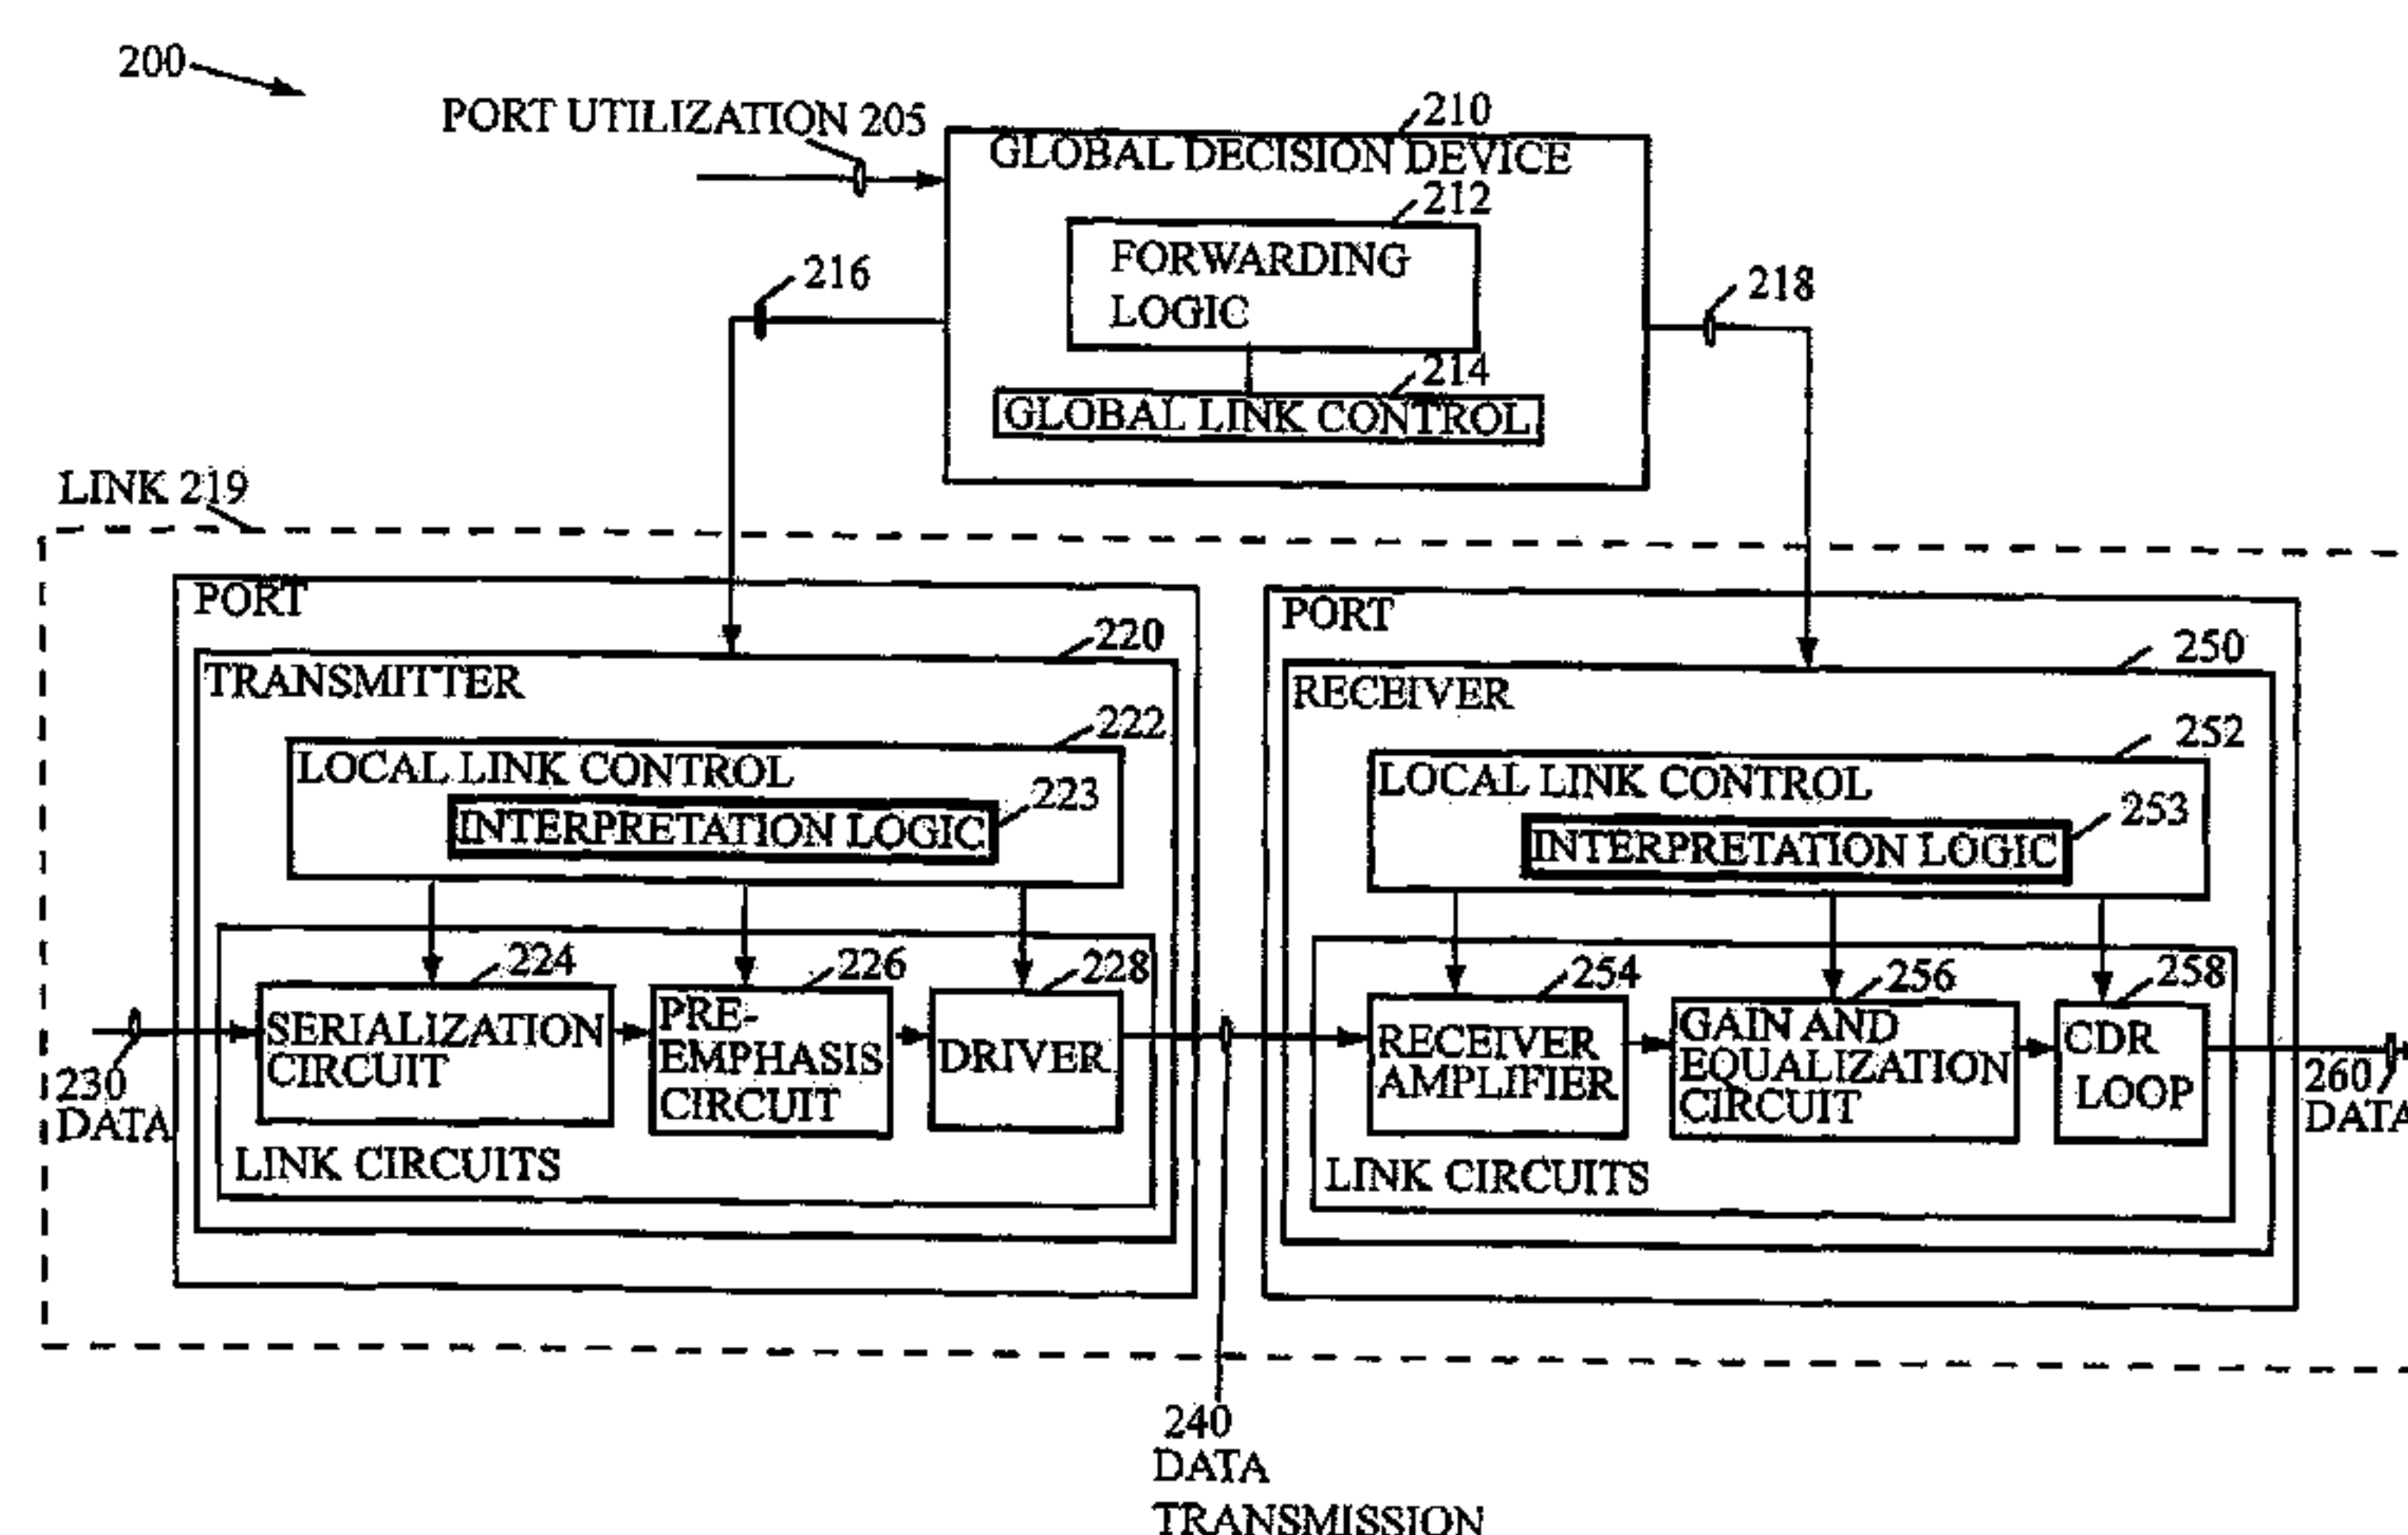 200
PORT UTILIZATION 205
210
GLOBAL DECISION DEVICE
212
FORWARDING
LOGIC
214
GLOBAL LINK CONTROL
216
218
LINK 219
PORT
220
TRANSMITTER
222
LOCAL LINK CONTROL
223
INTERPRETATION LOGIC
224
SERIALIZATION
CIRCUIT
226
PRE-
EMPHASIS
CIRCUIT
228
DRIVER
LINK CIRCUITS
230
DATA
240
DATA
TRANSMISSION
PORT
250
RECEIVER
252
LOCAL LINK CONTROL
253
INTERPRETATION LOGIC
254
RECEIVER
AMPLIFIER
256
GAIN AND
EQUALIZATION
CIRCUIT
258
CDR
LOOP
LINK CIRCUITS
260
DATA